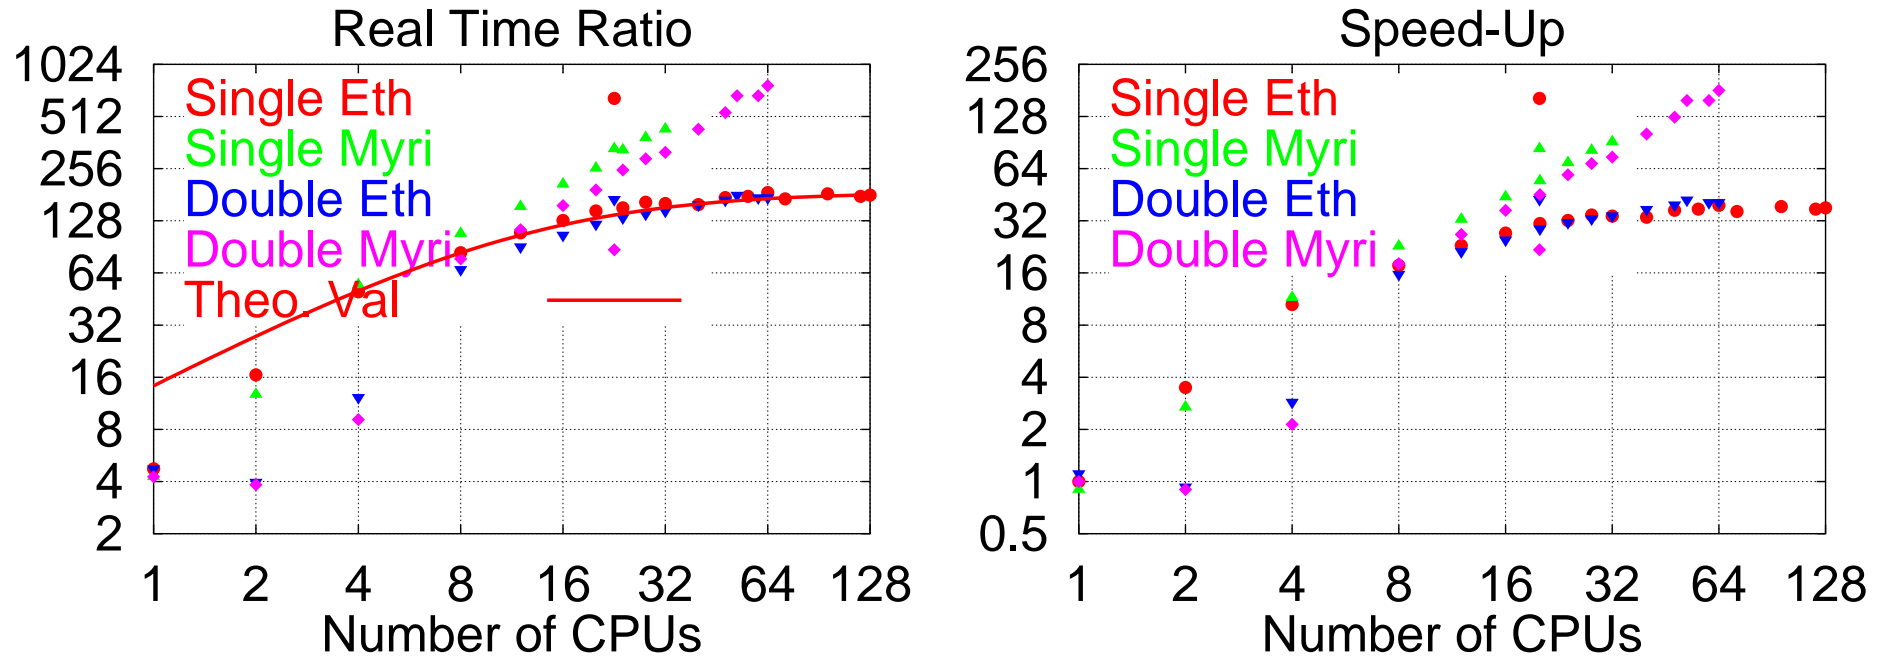 Real Time Ratio
1024
512
256
128
64
32
16
8
4
2
Single Eth
Single Myri
Double Eth
Double Myri
Theo. Val
1 2 4 8 16 32 64 128
Number of CPUs
Speed-Up
256
128
64
32
16
8
4
2
1
0.5
Single Eth
Single Myri
Double Eth
Double Myri
1 2 4 8 16 32 64 128
Number of CPUs